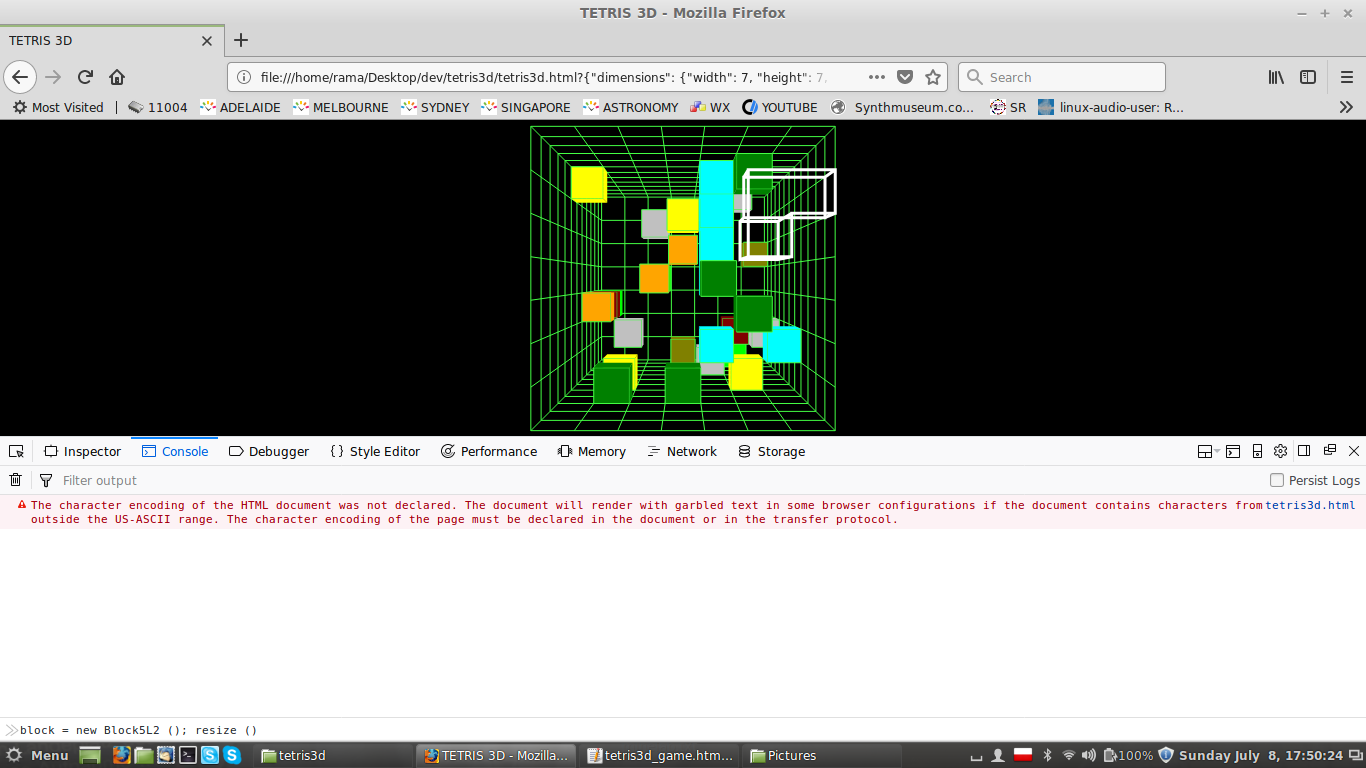 TETRIS 3D - Mozilla Firefox
TETRIS 3D
file:///home/rama/Desktop/dev/tetris3d/tetris3d.html?{"dimensions": {"width": 7, "height": 7,
Search
Most Visited
11004
ADELAIDE
MELBOURNE
SYDNEY
SINGAPORE
ASTRONOMY
WX
YOUTUBE
Synthmuseum.co...
SR
linux-audio-user: R...
Inspector
Console
Debugger
{ } Style Editor
Performance
Memory
Network
Storage
Filter output
Persist Logs
The character encoding of the HTML document was not declared. The document will render with garbled text in some browser configurations if the document contains characters from
tetris3d.html
outside the US-ASCII range. The character encoding of the page must be declared in the document or in the transfer protocol.
block = new Block5L2 (); resize ()
Menu
tetris3d
TETRIS 3D - Mozilla...
tetris3d_game.htm...
Pictures
100%
Sunday July 8, 17:50:24